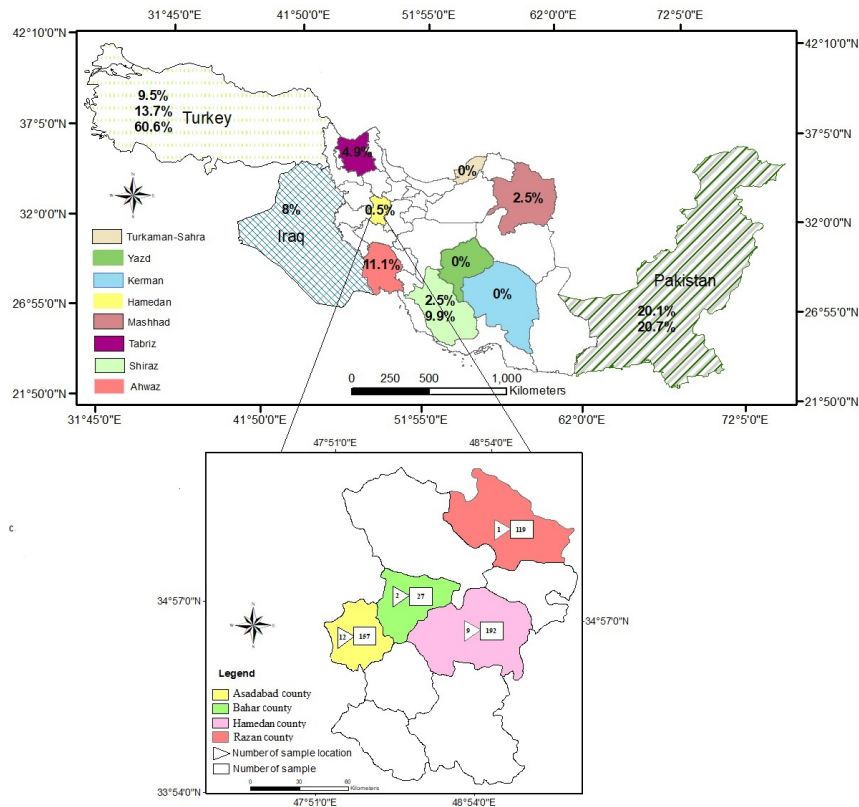 31°45'0"E 41°50'0"E 51°55'0"E 62°0'0"E 72°5'0"E
42°10'0"N 42°10'0"N
9.5%
13.7%
60.6%
Turkey
37°5'0"N 37°5'0"N
4.9%
0%
2.5%
8%
Iraq
0.5%
32°0'0"N 32°0'0"N
Turkaman-Sahra
Yazd
Kerman
Hamedan
Mashhad
Tabriz
Shiraz
Ahwaz
11.1%
0%
0%
2.5%
9.9%
Pakistan
20.1%
20.7%
26°55'0"N 26°55'0"N
0 250 500 1,000
Kilometers
21°50'0"N 21°50'0"N
31°45'0"E 41°50'0"E 51°55'0"E 62°0'0"E 72°5'0"E
47°51'0"E 48°54'0"E
c
1 119
2 27
34°57'0"N 34°57'0"N
12 157
9 192
Legend
Asadabad county
Bahar county
Hamedan county
Razan county
Number of sample location
Number of sample
0 30 60
Kilometers
33°54'0"N 33°54'0"N
47°51'0"E 48°54'0"E